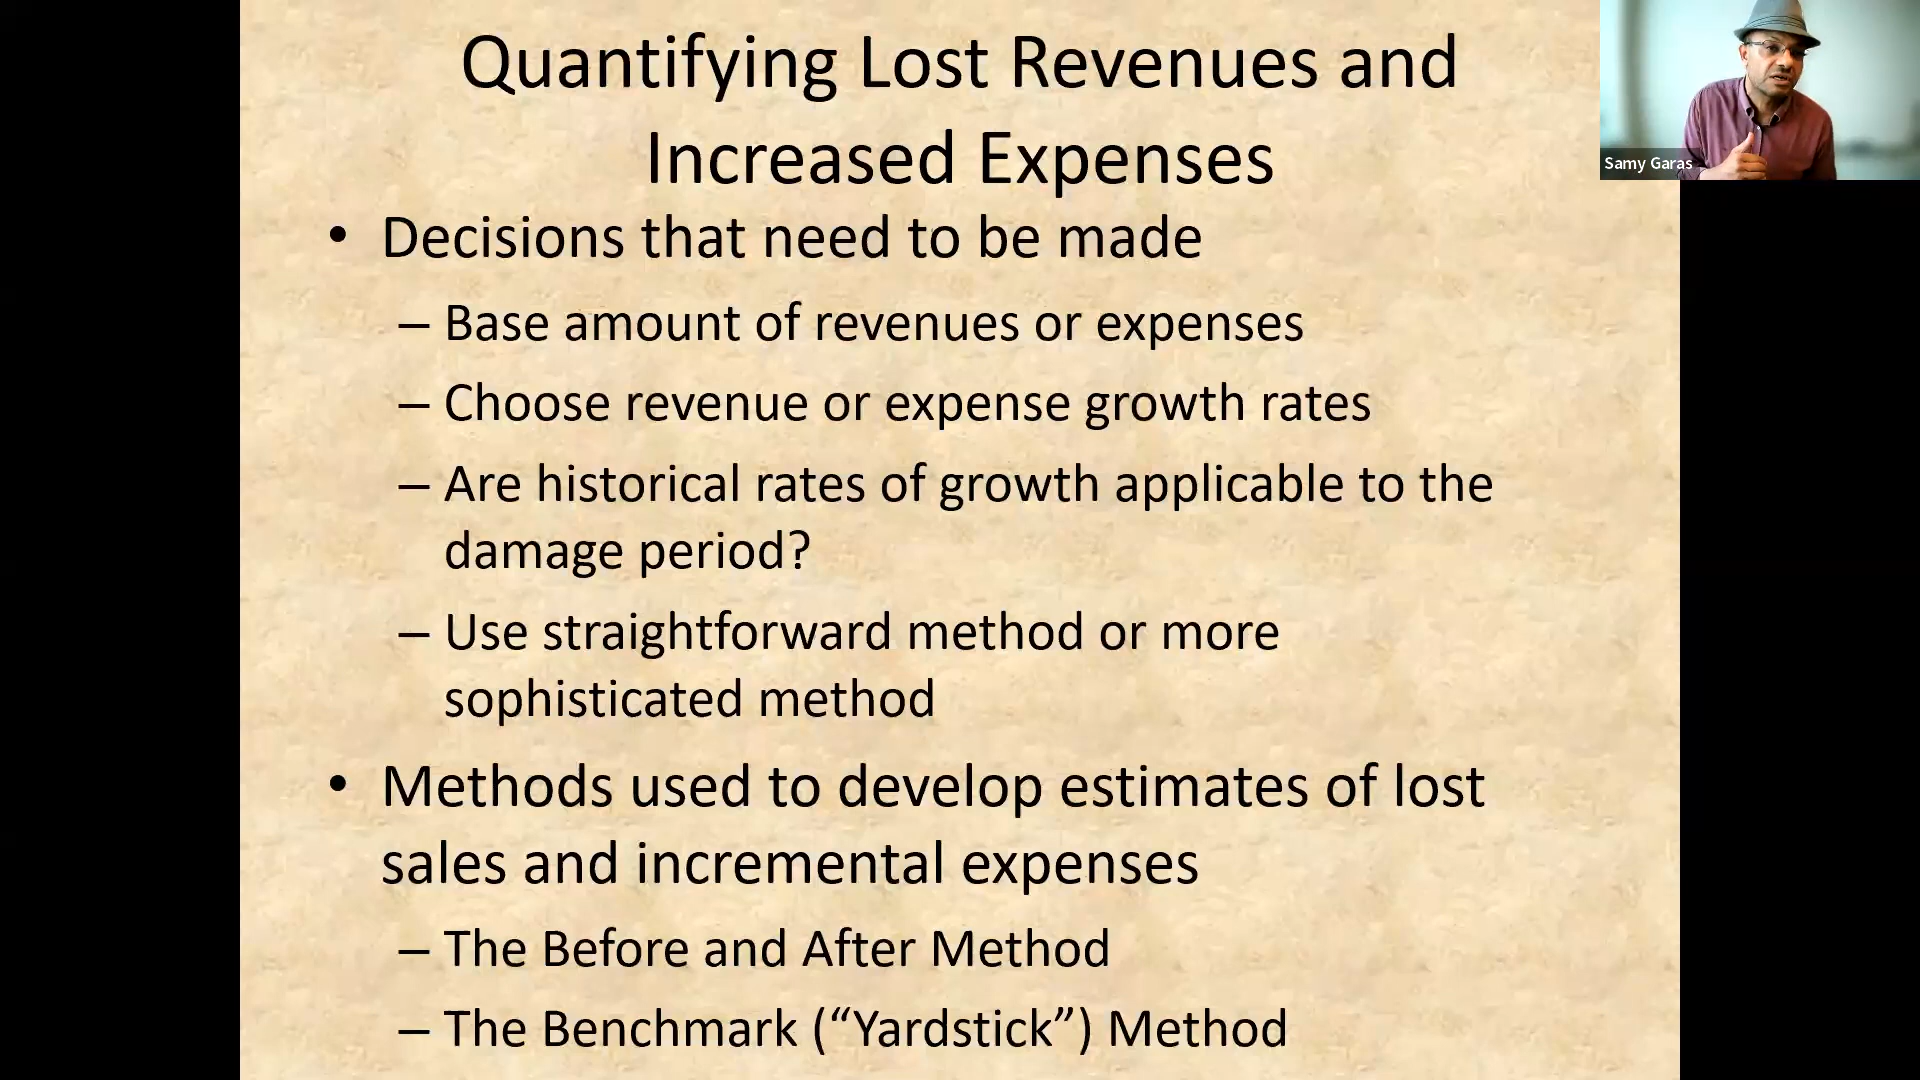 Quantifying Lost Revenues and
Increased Expenses
Samy Garas
• Decisions that need to be made
– Base amount of revenues or expenses
– Choose revenue or expense growth rates
– Are historical rates of growth applicable to the
damage period?
– Use straightforward method or more
sophisticated method
• Methods used to develop estimates of lost
sales and incremental expenses
– The Before and After Method
– The Benchmark (“Yardstick”) Method